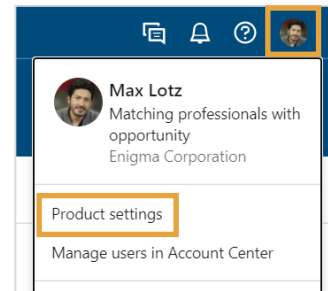 Max Lotz
Matching professionals with
opportunity
Enigma Corporation
Product settings
Manage users in Account Center